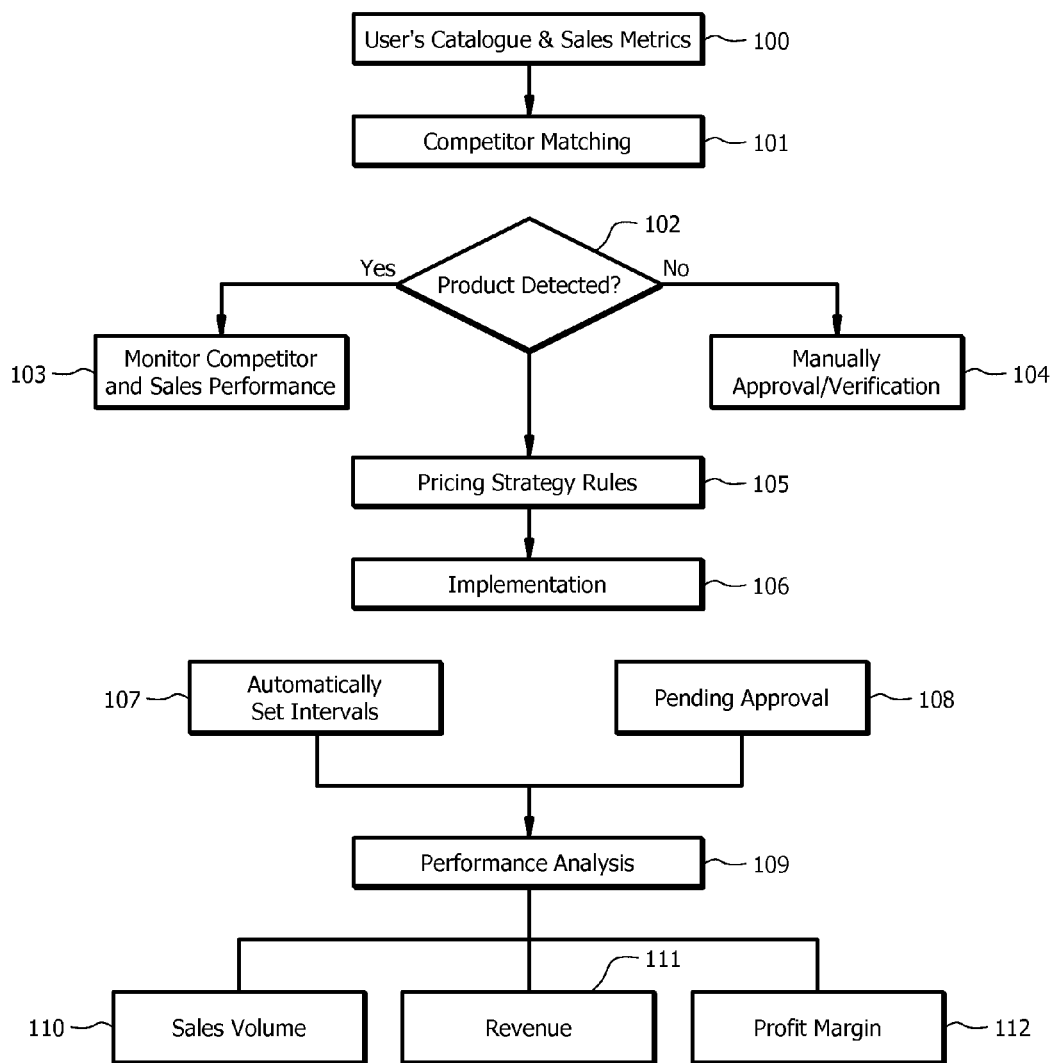 User's Catalogue & Sales Metrics
100
Competitor Matching
101
102
Yes
Product Detected?
No
103
Monitor Competitor
and Sales Performance
Manually
Approval/Verification
104
Pricing Strategy Rules
105
Implementation
106
107
Automatically
Set Intervals
Pending Approval
108
Performance Analysis
109
111
110
Sales Volume
Revenue
Profit Margin
112